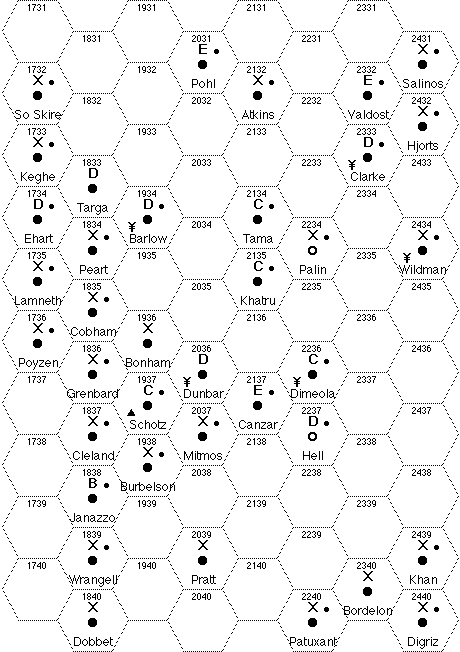 1731 1931 2131 2331
1831 2031 2231 2431
E X
Pohl Salinos
1732 1932 2132 2332
X X E
1832 2032 2232 2432
So Skire Atkins Valdost
X
1733 1933 2133 2333
Hjorts
X D
1833 2033 2233 2433
¥
D
Keghe Clarke
1734 1934 2134 2334
D D C
Targa
1834 2034 2234 2434
¥
X X X
Ehart Barlow Tama
1735 1935 2135 2335
¥
X C
Peart Palin Wildman
1835 2035 2235 2435
X
Lamneth Khatru
1736 1936 2136 2336
X X
Cobham
1836 2036 2236 2436
X D C
Poyzen Bonham
1737 1937 2137 2337
¥ ¥
C E
Grenbard Dunbar Dimeola
1837 2037 2237 2437
X X D
Schotz Canzar
1738 1938 2138 2338
X
Cleland Mitmos Hell
1838 2038 2238 2438
B
Burbelson
1739 1939 2139 2339
Janazzo
1839 2039 2239 2439
X X X
1740 1940 2140 2340
X
Wrangell Pratt Khan
1840 2040 2240 2440
X X X
Bordelon
Dobbet Patuxant Digriz